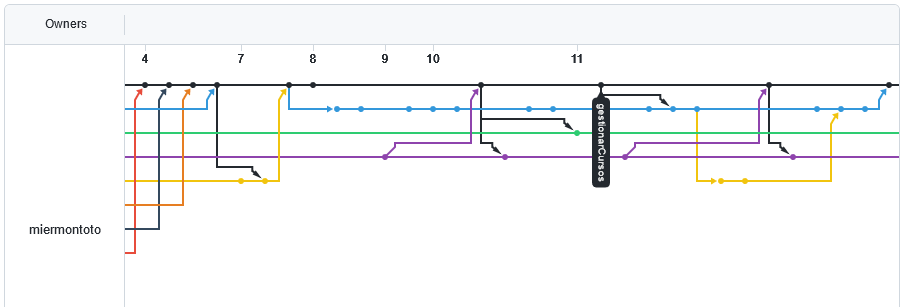 Owners
4 7 8 9 10 11
gestionarCursos
miermontoto